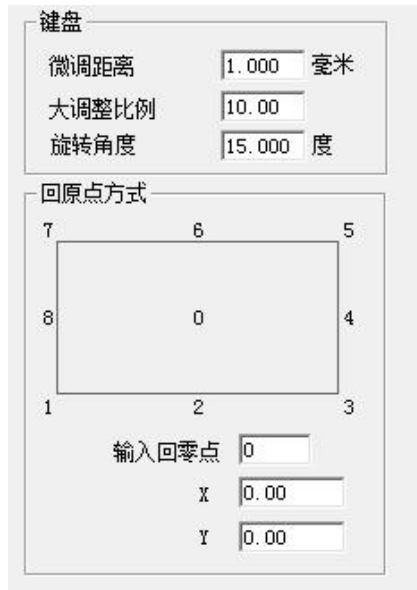 键盘
微调距离 1.000 毫米
大调整比例 10.00
旋转角度 15.000 度
回原点方式
7 6 5
8 0 4
1 2 3
输入回零点 0
X 0.00
Y 0.00